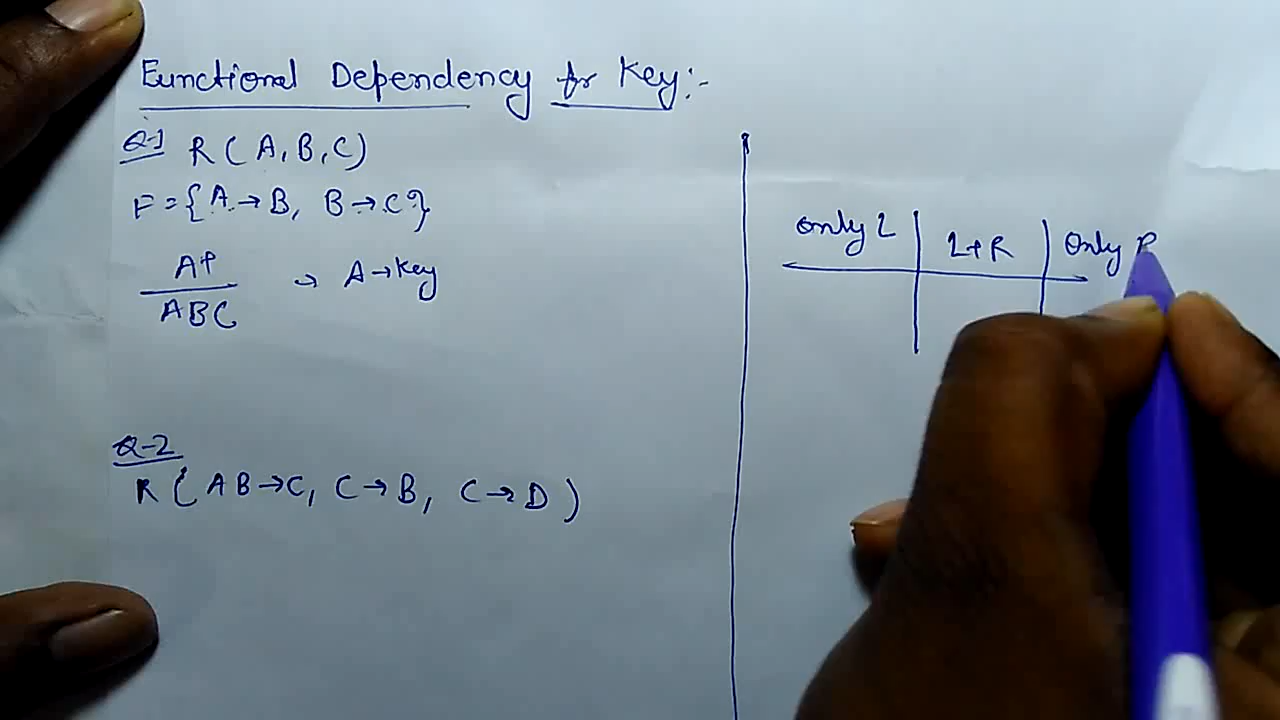 Functional Dependency for Key:-
Q-1 R(A, B, C)
F = {A→B, B→C}
A+
ABC
→ A→Key
Q-2
R(AB→C, C→B, C→D)
only L
L+R
Only R